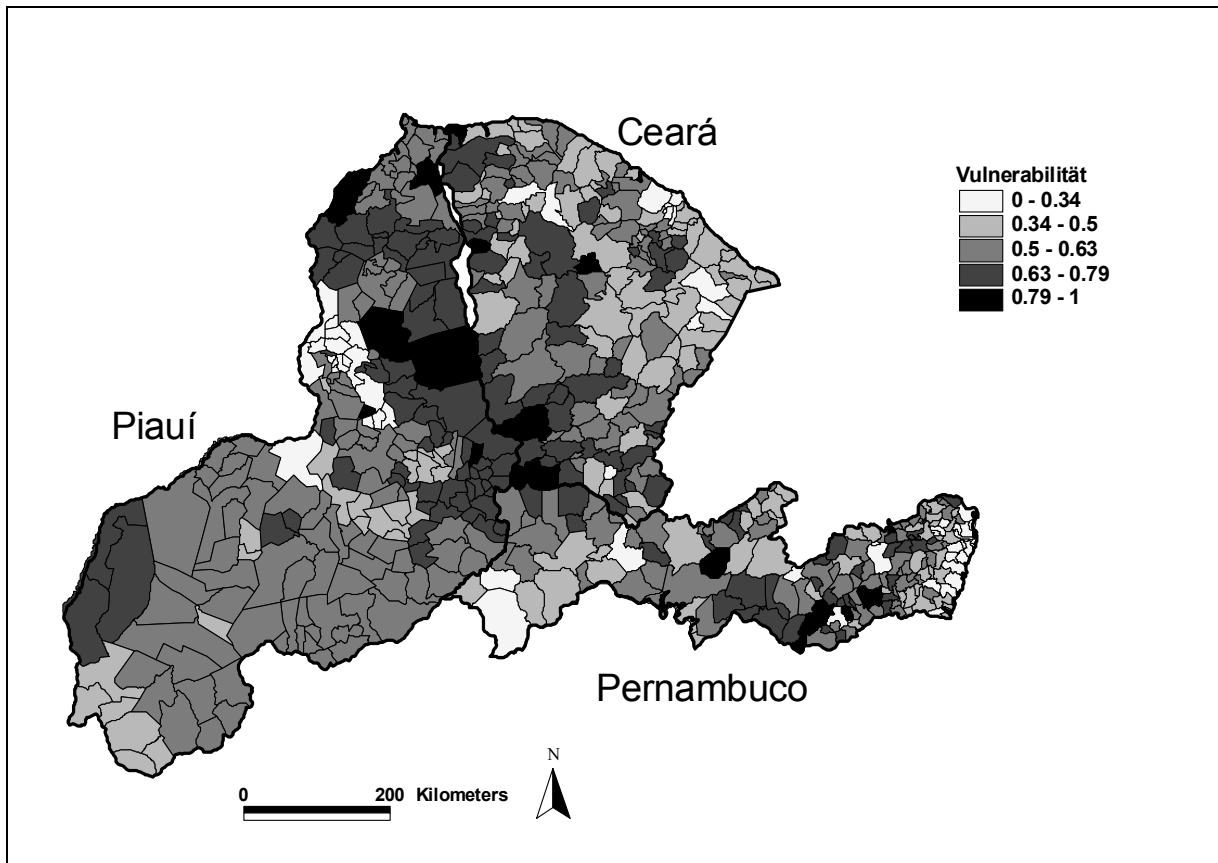 Ceará
Vulnerabilität
0 - 0.34
0.34 - 0.5
0.5 - 0.63
0.63 - 0.79
0.79 - 1
Piauí
Pernambuco
N
0 200 Kilometers